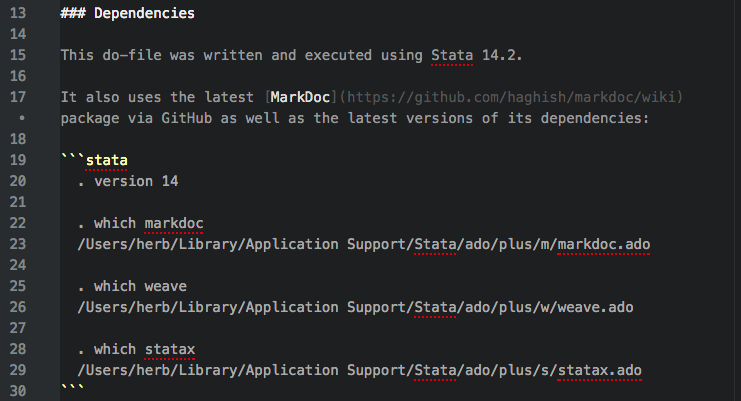 13 ### Dependencies
14
15 This do-file was written and executed using Stata 14.2.
16
17 It also uses the latest [MarkDoc](https://github.com/haghish/markdoc/wiki)
• package via GitHub as well as the latest versions of its dependencies:
18
19 ```stata
20   . version 14
21
22   . which markdoc
23   /Users/herb/Library/Application Support/Stata/ado/plus/m/markdoc.ado
24
25   . which weave
26   /Users/herb/Library/Application Support/Stata/ado/plus/w/weave.ado
27
28   . which statax
29   /Users/herb/Library/Application Support/Stata/ado/plus/s/statax.ado
30 ```